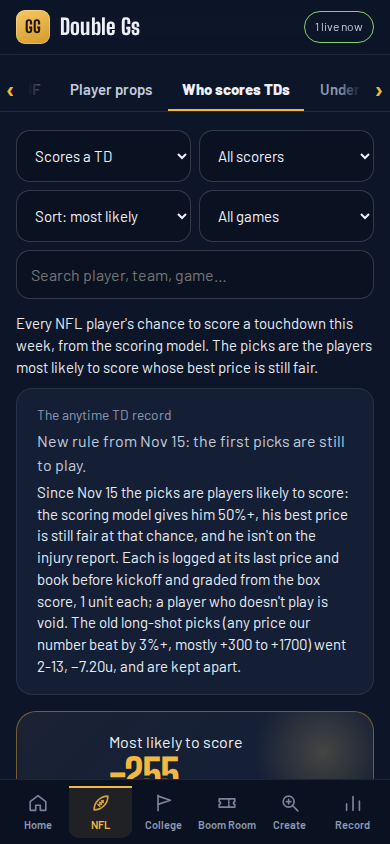 GG Double Gs
1 live now
‹ F Player props Who scores TDs Under ›
Scores a TD All scorers
Sort: most likely All games
Search player, team, game...
Every NFL player's chance to score a touchdown this
week, from the scoring model. The picks are the players
most likely to score whose best price is still fair.
The anytime TD record
New rule from Nov 15: the first picks are still
to play.
Since Nov 15 the picks are players likely to score:
the scoring model gives him 50%+, his best price
is still fair at that chance, and he isn't on the
injury report. Each is logged at its last price and
book before kickoff and graded from the box
score, 1 unit each; a player who doesn't play is
void. The old long-shot picks (any price our
number beat by 3%+, mostly +300 to +1700) went
2-13, −7.20u, and are kept apart.
Most likely to score
-255
Home NFL College Boom Room Create Record